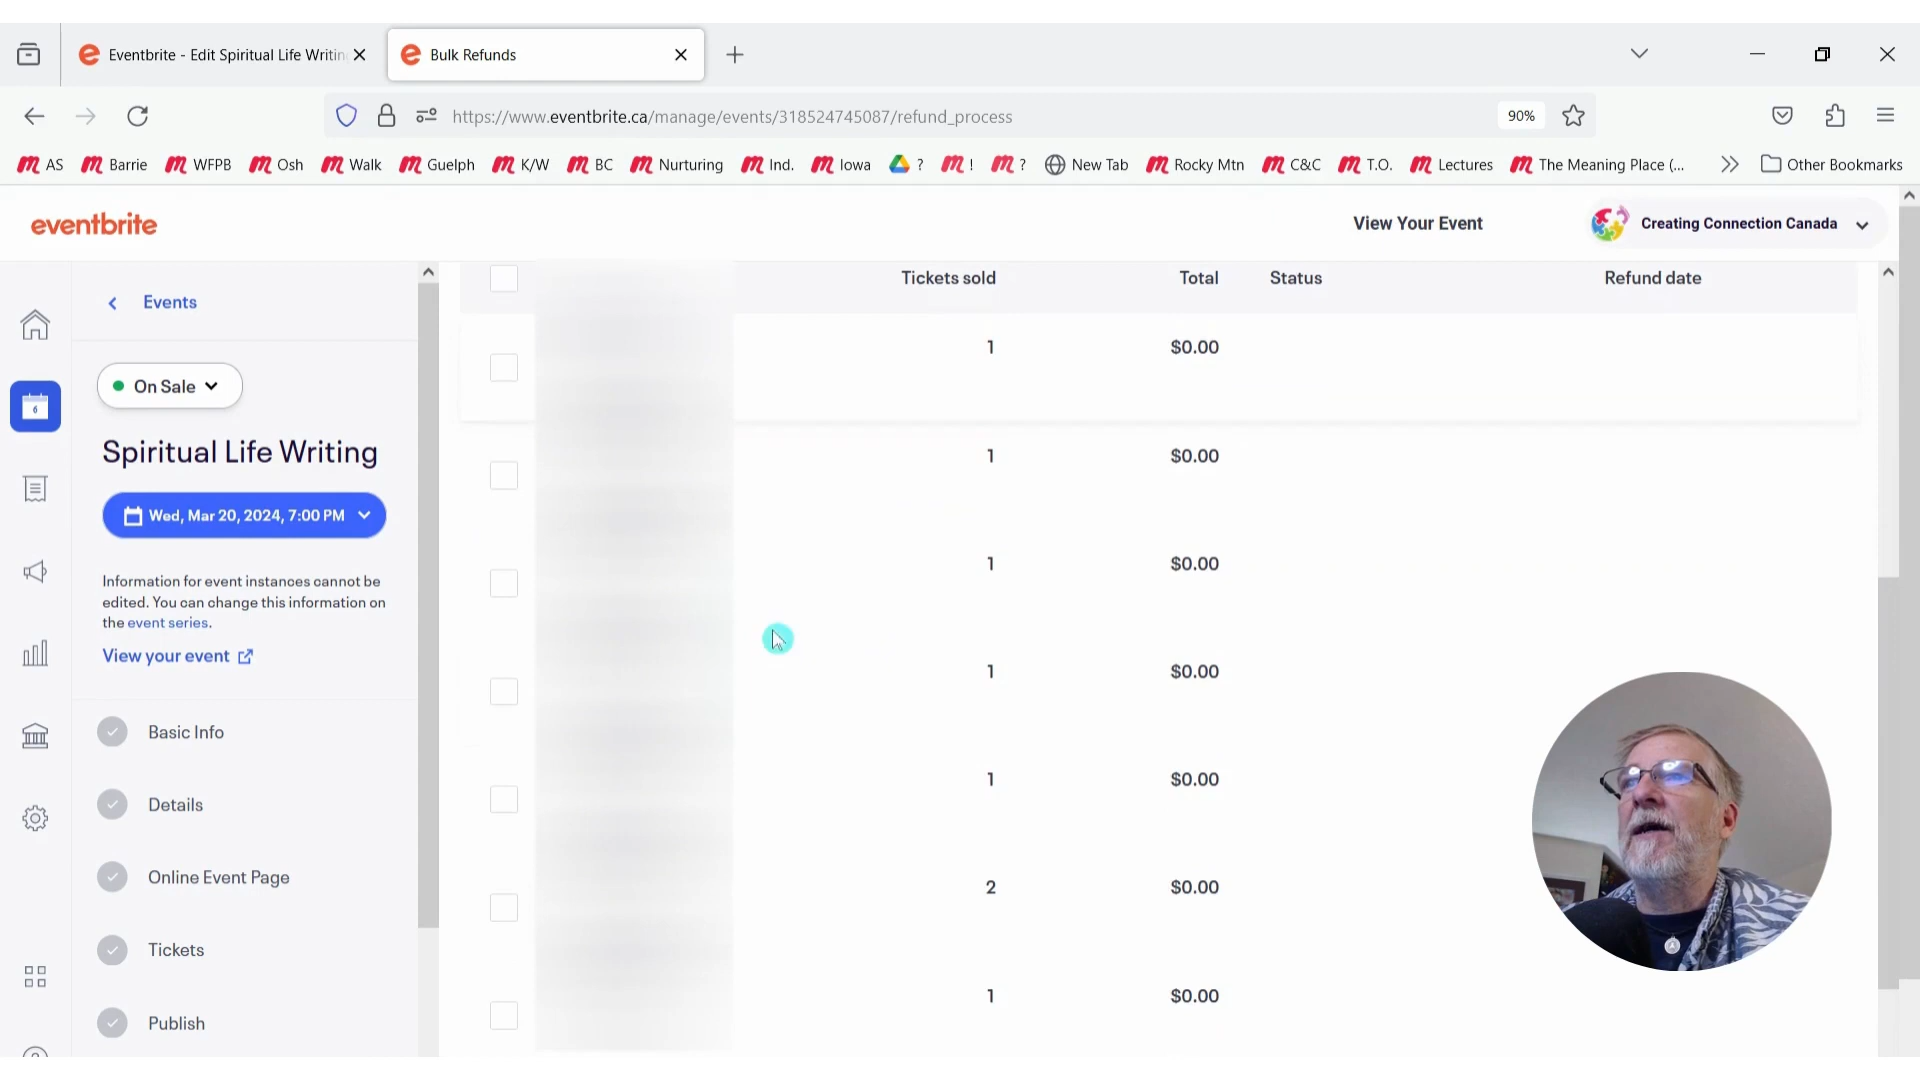 Eventbrite - Edit Spiritual Life Writin
Bulk Refunds
https://www.eventbrite.ca/manage/events/318524745087/refund_process
90%
AS
Barrie
WFPB
Osh
Walk
Guelph
K/W
BC
Nurturing
Ind.
Iowa
?
!
?
New Tab
Rocky Mtn
C&C
T.O.
Lectures
The Meaning Place (...
Other Bookmarks
eventbrite
View Your Event
Creating Connection Canada
Events
On Sale
Spiritual Life Writing
Wed, Mar 20, 2024, 7:00 PM
Information for event instances cannot be
edited. You can change this information on
the event series.
View your event
Basic Info
Details
Online Event Page
Tickets
Publish
Tickets sold Total Status Refund date
1 $0.00
1 $0.00
1 $0.00
1 $0.00
1 $0.00
2 $0.00
1 $0.00